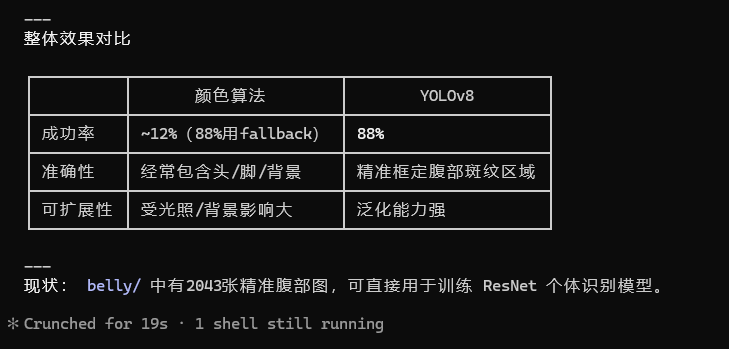 ———
整体效果对比
颜色算法 YOLOv8
成功率 ~12% (88%用fallback) 88%
准确性 经常包含头/脚/背景 精准框定腹部斑纹区域
可扩展性 受光照/背景影响大 泛化能力强
———
现状： belly/ 中有2043张精准腹部图，可直接用于训练 ResNet 个体识别模型。
✻ Crunched for 19s · 1 shell still running